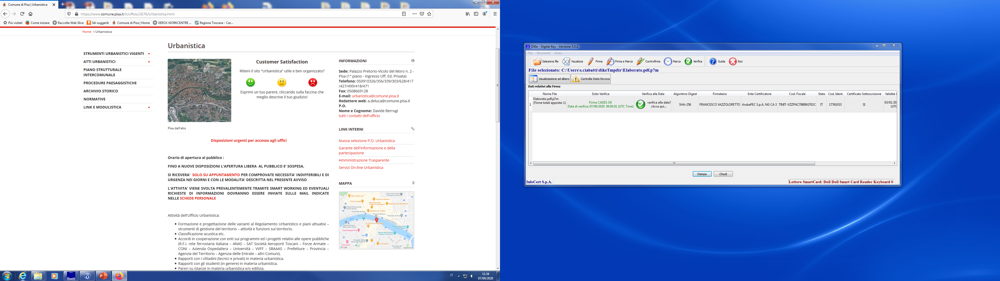 Comune di Pisa | Urbanistica
https://www.comune.pisa.it/it/ufficio/2676/Urbanistica.html
Più visitati
Come iniziare
Raccolta Web Slice
Siti suggeriti
Comune di Pisa | Home
XEROX WORKCENTRE ...
Regione Toscana - Car...
Home > Urbanistica
STRUMENTI URBANISTICI VIGENTI
ATTI URBANISTICI
PIANO STRUTTURALE
INTERCOMUNALE
PROCEDURE PAESAGGISTICHE
ARCHIVIO STORICO
NORMATIVE
LINK E MODULISTICA
Urbanistica
Pisa dall'alto
Customer Satisfaction
Ritieni il sito "Urbanistica" utile e ben organizzato?
Esprimi un tuo parere, cliccando sulla faccina che
meglio descrive il tuo giudizio!
Disposizioni urgenti per accesso agli uffici
Orario di apertura al pubblico :
FINO A NUOVE DISPOSIZIONI L'APERTURA LIBERA AL PUBBLICO E' SOSPESA.
SI RICEVERA' SOLO SU APPUNTAMENTO PER COMPROVATE NECESSITA' INDIFFERIBILI E DI
URGENZA NEI GIORNI E CON LE MODALITA' DESCRITTA NEL PRESENTE AVVISO
L'ATTIVITA' VIENE SVOLTA PREVALENTEMENTE TRAMITE SMART WORKING ED EVENTUALI
RICHIESTE DI INFORMAZIONI DOVRANNO ESSERE INVIATE SULLE MAIL INDICATE
NELLE SCHEDE PERSONALE
Attività dell'Ufficio Urbanistica:
Formazione e progettazione delle varianti al Regolamento Urbanistico e piani attuativi –
strumenti di gestione del territorio – attività e funzioni sul territorio.
Classificazione acustica etc.
Accordi in cooperazione con enti sui programmi ed i progetti relativi alle opere pubbliche
(R.F.I. rete ferroviaria italiana – ANAS – SAT Società Aeroporti Toscani – Forze Armate –
CONI – Azienda Ospedaliera – Università – VVFF – SBAAAS – Prefetture – Provincia –
Agenzia del Territorio – Agenzia delle Entrate – altri Comuni).
Rapporti con i cittadini (tecnici e privati) in materia urbanistica.
Rapporti con gli studenti (in genere) in materia urbanistica.
Pareri su istanze in materia urbanistica e/o edilizia.
INFORMAZIONI
Sede: Palazzo Pretorio-Vicolo del Moro n. 2 -
Pisa (1° piano - ingresso Uff. Ed. Privata)
Telefono: 050910326/356/339/303/628/417
/427/499/418/471
Fax: 0508669128
E-mail: urbanistica@comune.pisa.it
Redattore web: a.deluca@comune.pisa.it
P.O.
Nome e Cognome: Davide Berrugi
tutti i contatti dell'ufficio
LINK INTERNI
Nuova selezione P.O. Urbanistica
Garante dell'informazione e della
partecipazione
Amministrazione Trasparente
Servizi On-line Urbanistica
MAPPA
Google
IT
11:34
07/09/2020
DiKe - Digital Key - Versione 5.5.2
File Strumenti Aiuto
Seleziona file Visualizza Firma Firma e Marca Controfirma Marca Verifica Guida Esci
File selezionato: C:\Users\s.ciabatti\dikeTmpdir\Elaborato.pdf.p7m
Visualizzazione ad albero Controlla Stato Revoca
Dati relativi alla Firma
Nome File Esito Verifica Verifica alla Data Algoritmo Digest Firmatario Ente Certificatore Cod. Fiscale Stato Cod. Ident. Certificato Sottoscrizione Validità
1 Elaborato.pdf.p7m
(Firme totali apposte: 1)
Firma CADES OK
Data di verifica: 07/09/2020 09.00.01 (UTC Time)
verifica alla data?
clicca qui...
SHA-256 FRANCESCO VAZZOLORETTO ArubaPEC S.p.A. NG CA 3 TINIT-VZZFNC79B08G702C IT 17761033 SI
03/01/20
(UTC
Stampa Chiudi
InfoCert S.p.A.
Lettore SmartCard: Dell Dell Smart Card Reader Keyboard 0